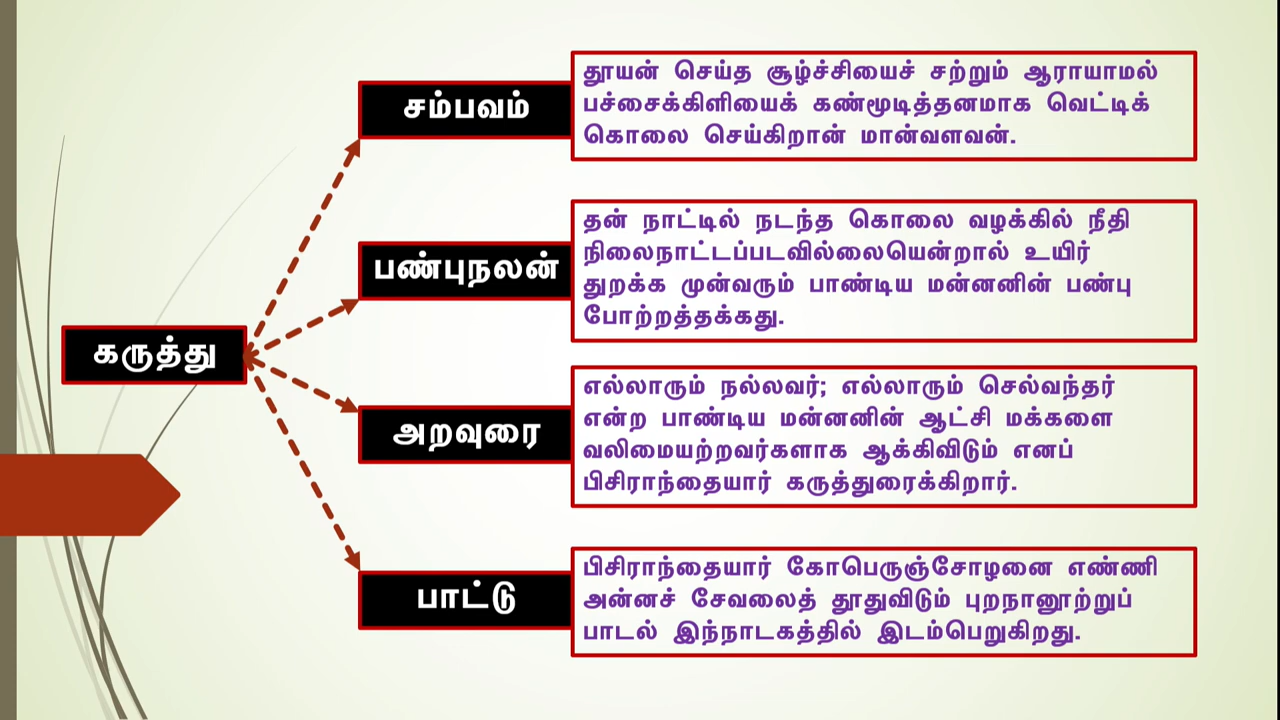 கருத்து
சம்பவம்
தூயன் செய்த சூழ்ச்சியைச் சற்றும் ஆராயாமல்
பச்சைக்கிளியைக் கண்மூடித்தனமாக வெட்டிக்
கொலை செய்கிறான் மான்வளவன்.
பண்புநலன்
தன் நாட்டில் நடந்த கொலை வழக்கில் நீதி
நிலைநாட்டப்படவில்லையென்றால் உயிர்
துறக்க முன்வரும் பாண்டிய மன்னனின் பண்பு
போற்றத்தக்கது.
அறவுரை
எல்லாரும் நல்லவர்; எல்லாரும் செல்வந்தர்
என்ற பாண்டிய மன்னனின் ஆட்சி மக்களை
வலிமையற்றவர்களாக ஆக்கிவிடும் எனப்
பிசிராந்தையார் கருத்துரைக்கிறார்.
பாட்டு
பிசிராந்தையார் கோபெருஞ்சோழனை எண்ணி
அன்னச் சேவலைத் தூதுவிடும் புறநானூற்றுப்
பாடல் இந்நாடகத்தில் இடம்பெறுகிறது.